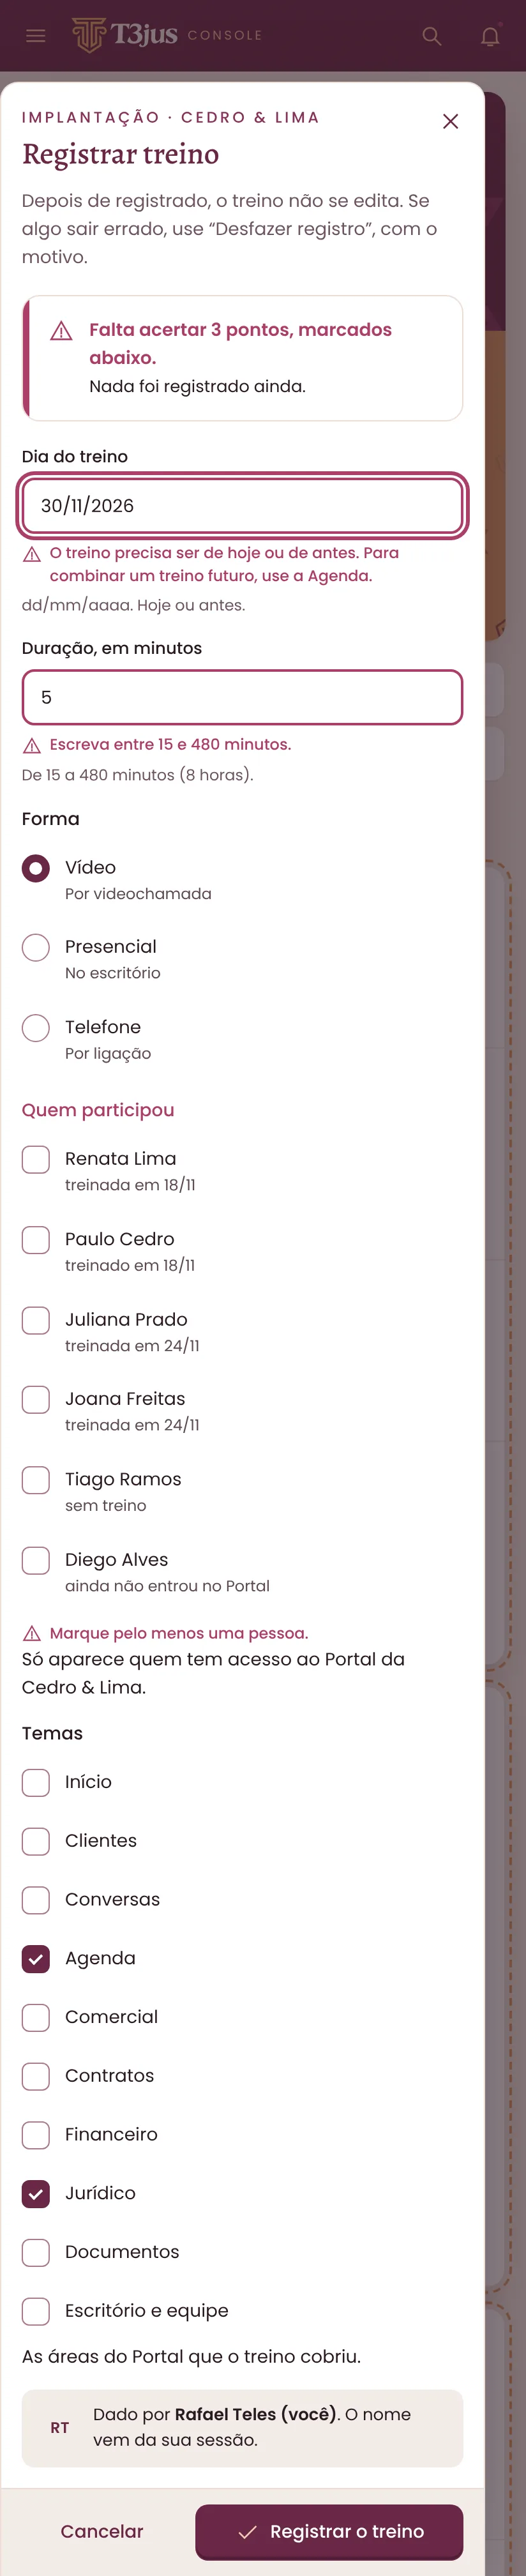 T3jus CONSOLE
IMPLANTAÇÃO · CEDRO & LIMA
Registrar treino
Depois de registrado, o treino não se edita. Se
algo sair errado, use “Desfazer registro”, com o
motivo.
Falta acertar 3 pontos, marcados
abaixo.
Nada foi registrado ainda.
Dia do treino
30/11/2026
O treino precisa ser de hoje ou de antes. Para
combinar um treino futuro, use a Agenda.
dd/mm/aaaa. Hoje ou antes.
Duração, em minutos
5
Escreva entre 15 e 480 minutos.
De 15 a 480 minutos (8 horas).
Forma
Vídeo
Por videochamada
Presencial
No escritório
Telefone
Por ligação
Quem participou
Renata Lima
treinada em 18/11
Paulo Cedro
treinado em 18/11
Juliana Prado
treinada em 24/11
Joana Freitas
treinada em 24/11
Tiago Ramos
sem treino
Diego Alves
ainda não entrou no Portal
Marque pelo menos uma pessoa.
Só aparece quem tem acesso ao Portal da
Cedro & Lima.
Temas
Início
Clientes
Conversas
Agenda
Comercial
Contratos
Financeiro
Jurídico
Documentos
Escritório e equipe
As áreas do Portal que o treino cobriu.
RT
Dado por Rafael Teles (você). O nome
vem da sua sessão.
Cancelar
Registrar o treino